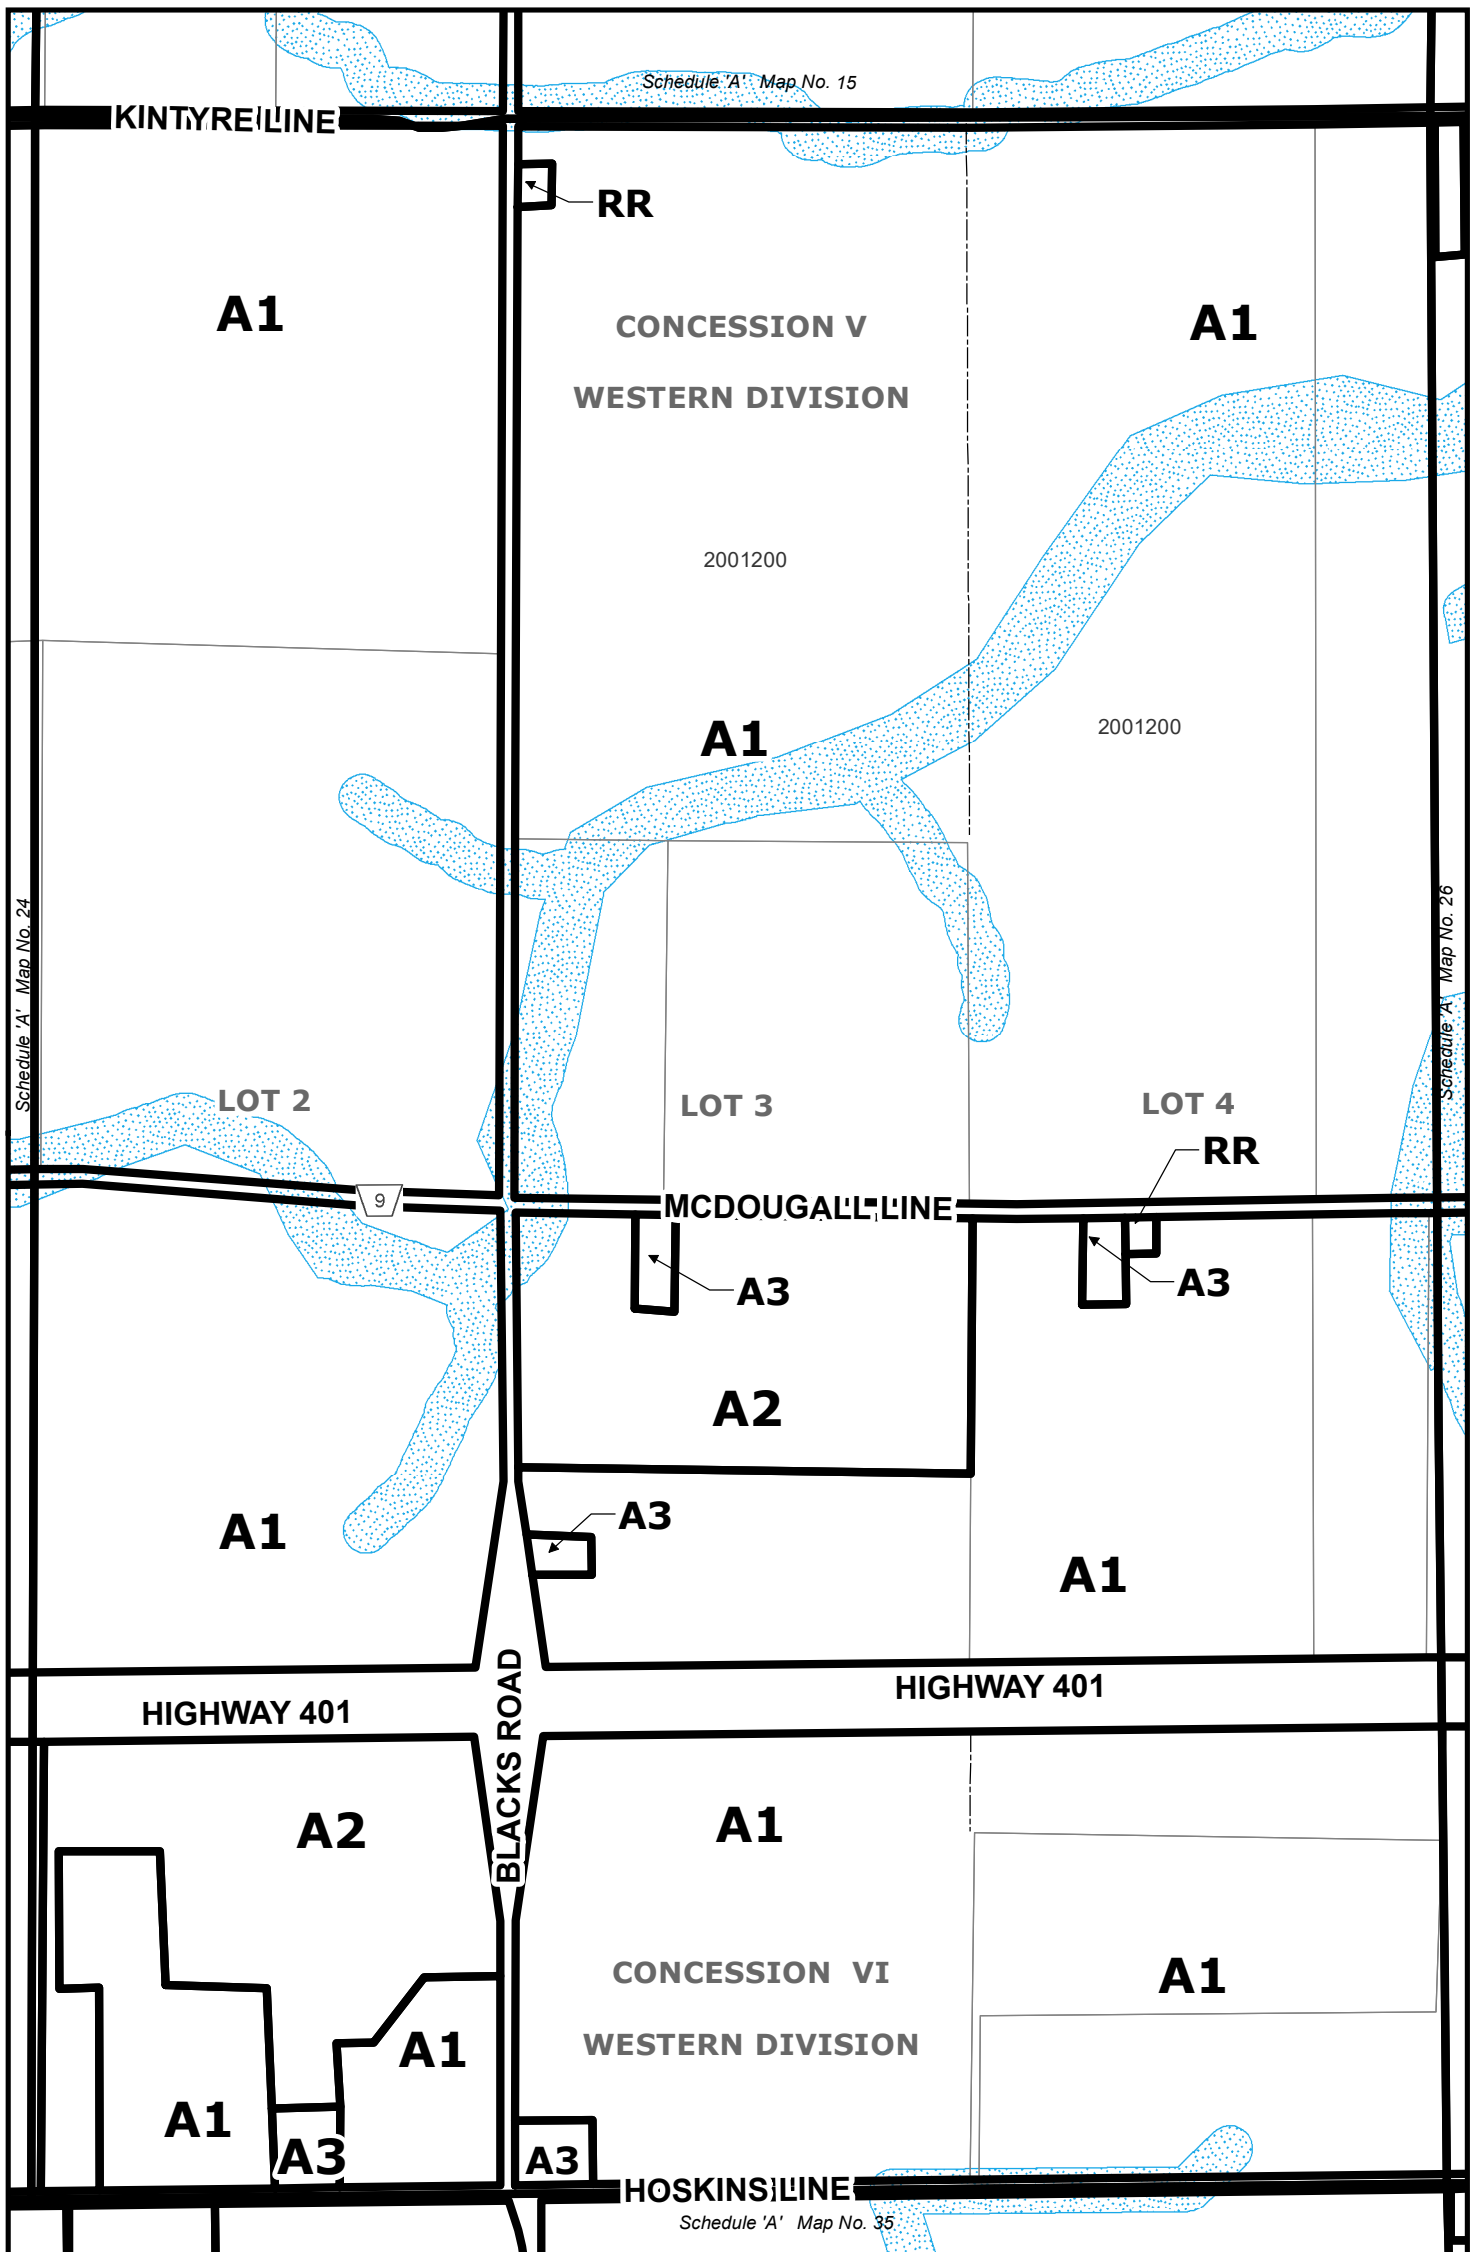 Schedule 'A' Map No. 15
KINTYRE LINE
RR
A1
CONCESSION V
A1
WESTERN DIVISION
2001200
A1
2001200
Schedule 'A' Map No. 24
Schedule 'A' Map No. 26
LOT 2
LOT 3
LOT 4
RR
9
MCDOUGALL LINE
A3
A3
A2
A3
A1
A1
HIGHWAY 401
HIGHWAY 401
BLACKS ROAD
A2
A1
CONCESSION VI
A1
WESTERN DIVISION
A1
A1
A3
A3
HOSKINS LINE
Schedule 'A' Map No. 35